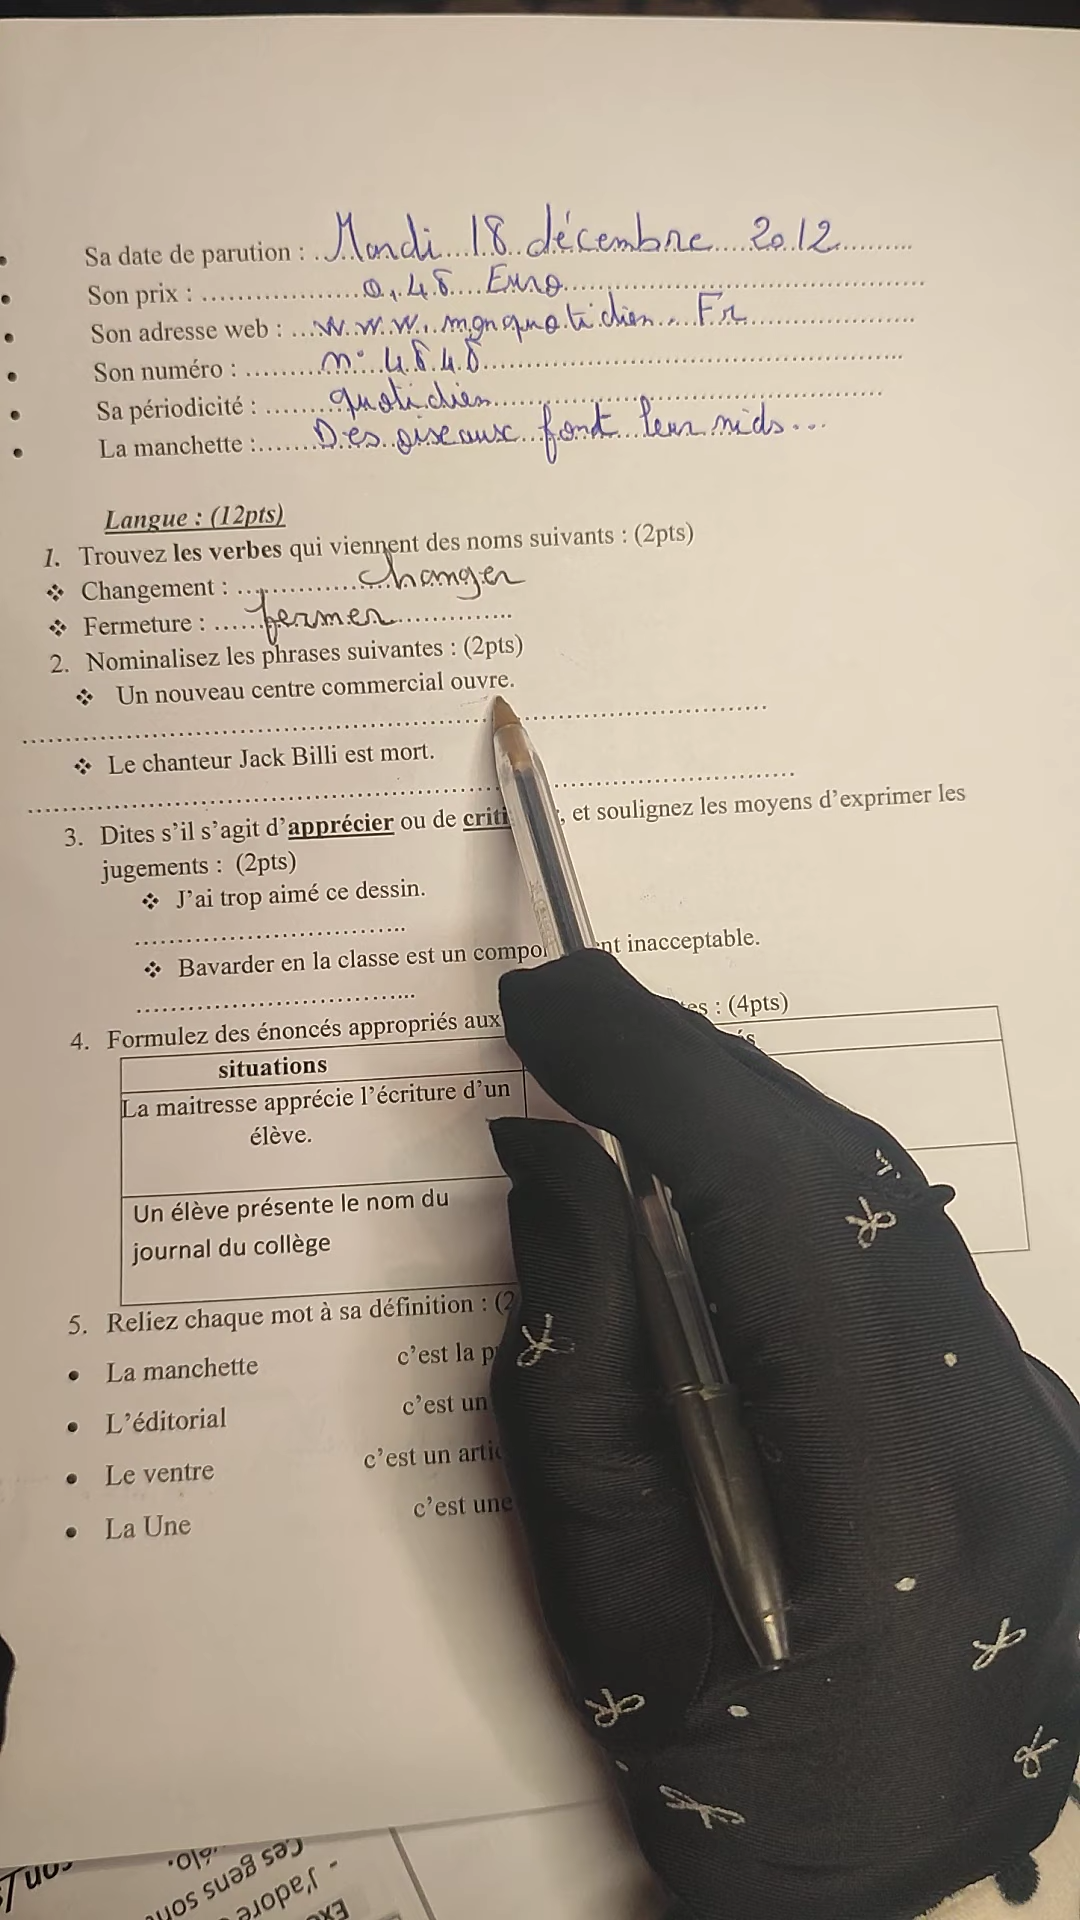 Sa date de parution : Mardi 18 décembre 2012
Son prix : 0,48 Euro
Son adresse web : www.monquotidien.Fr
Son numéro : n° 4848
Sa périodicité : quotidien
La manchette : Des oiseaux font leur nids...
Langue : (12pts)
1. Trouvez les verbes qui viennent des noms suivants : (2pts)
❖ Changement : changer
❖ Fermeture : fermer
2. Nominalisez les phrases suivantes : (2pts)
❖ Un nouveau centre commercial ouvre.
❖ Le chanteur Jack Billi est mort.
3. Dites s'il s'agit d'apprécier ou de criti , et soulignez les moyens d'exprimer les
jugements : (2pts)
❖ J'ai trop aimé ce dessin.
❖ Bavarder en la classe est un compo nt inacceptable.
4. Formulez des énoncés appropriés aux es : (4pts)
situations
La maitresse apprécie l'écriture d'un
élève.
Un élève présente le nom du
journal du collège
5. Reliez chaque mot à sa définition : (2
• La manchette c'est la p
• L'éditorial c'est un
• Le ventre c'est un artic
• La Une c'est une
Ces gens son
- J'adore